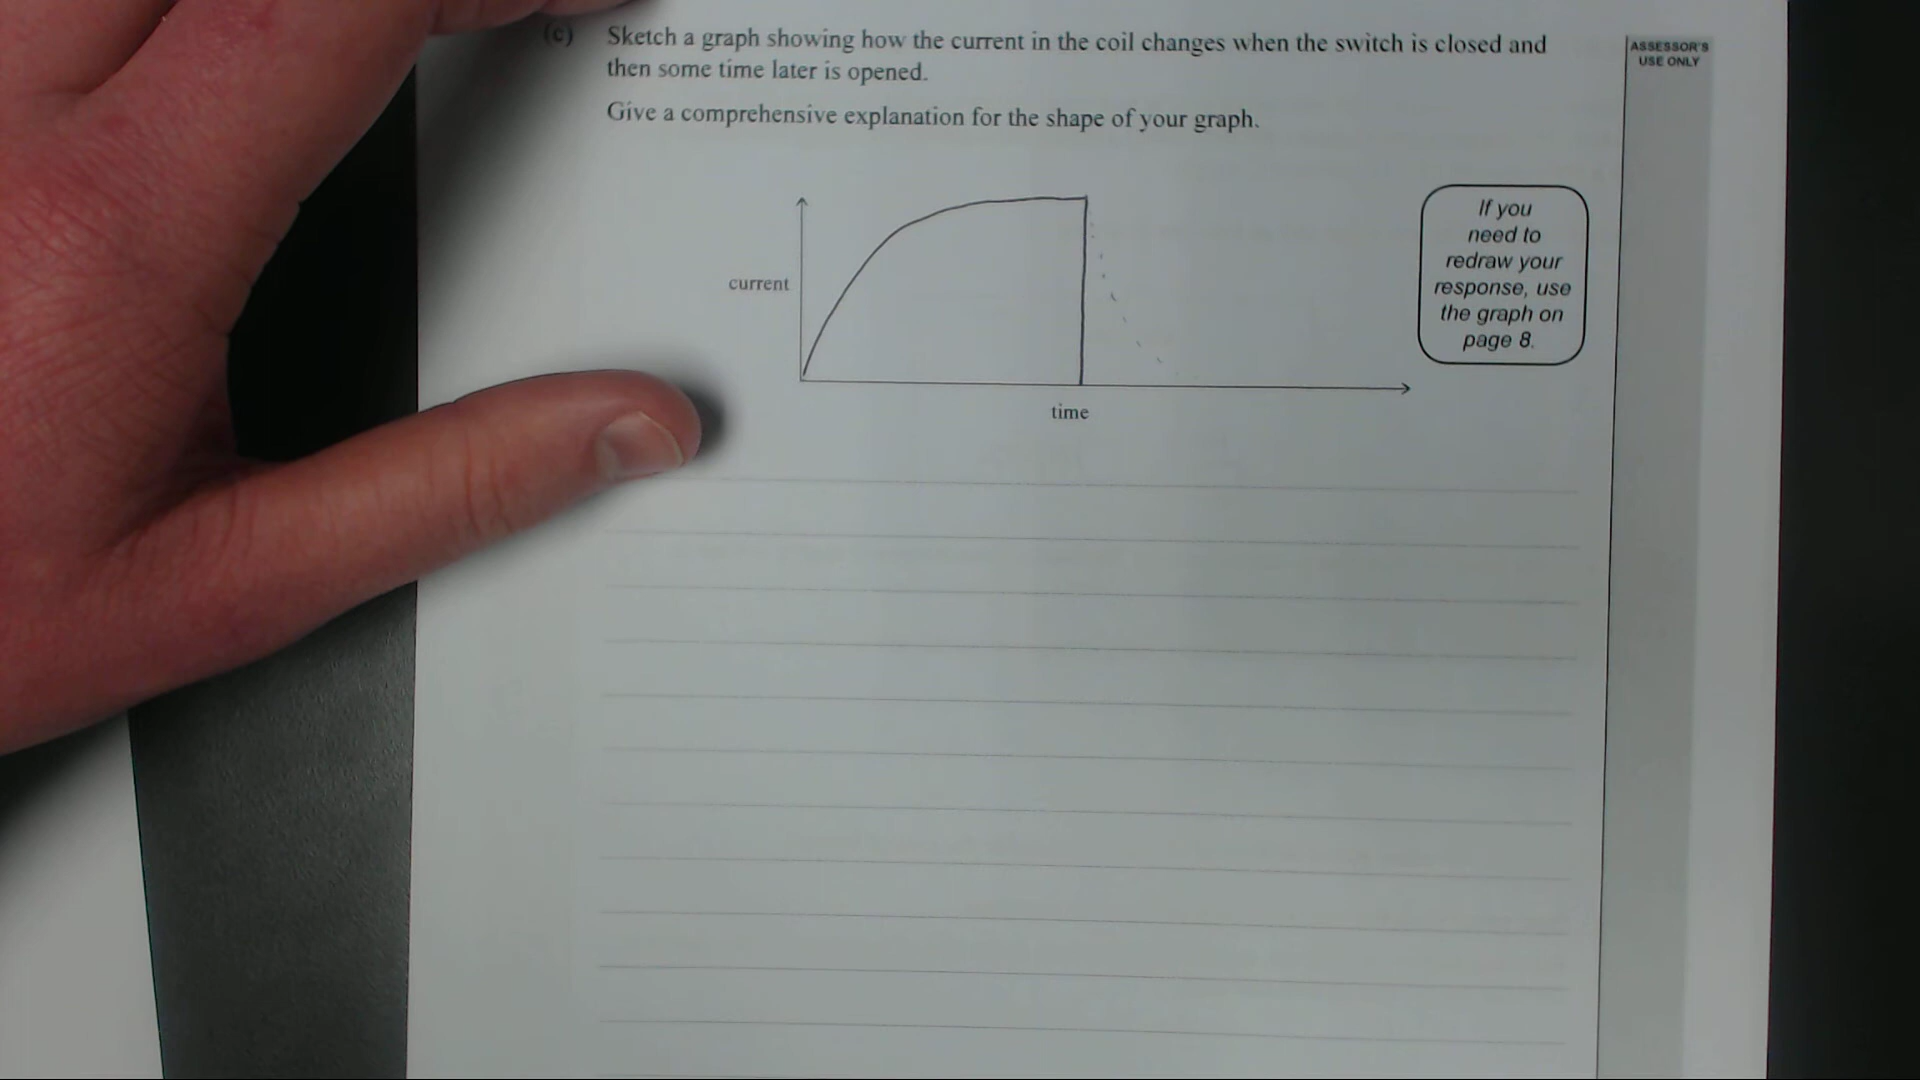 (c) Sketch a graph showing how the current in the coil changes when the switch is closed and
then some time later is opened.
Give a comprehensive explanation for the shape of your graph.
ASSESSOR'S
USE ONLY
current
time
If you
need to
redraw your
response, use
the graph on
page 8.